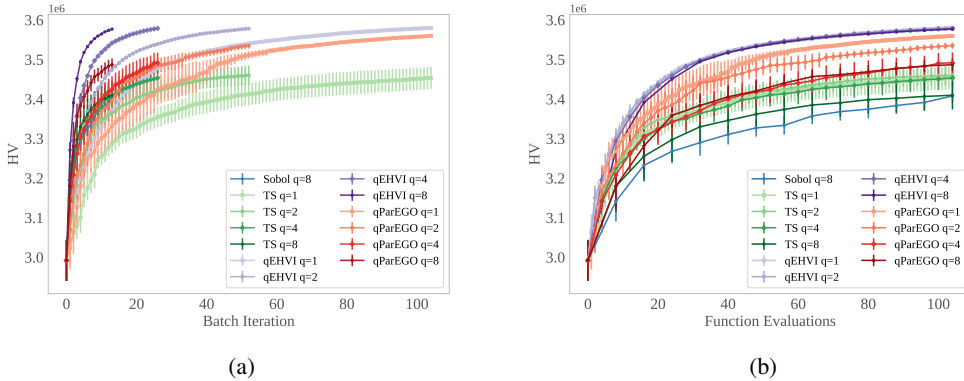 1e6
3.6
3.5
3.4
3.3
3.2
3.1
3.0
HV
0
20
40
60
80
100
Batch Iteration
Sobol q=8
TS q=1
TS q=2
TS q=4
TS q=8
qEHVI q=1
qEHVI q=2
qEHVI q=4
qEHVI q=8
qParEGO q=1
qParEGO q=2
qParEGO q=4
qParEGO q=8
(a)
1e6
3.6
3.5
3.4
3.3
3.2
3.1
3.0
HV
0
20
40
60
80
100
Function Evaluations
Sobol q=8
TS q=1
TS q=2
TS q=4
TS q=8
qEHVI q=1
qEHVI q=2
qEHVI q=4
qEHVI q=8
qParEGO q=1
qParEGO q=2
qParEGO q=4
qParEGO q=8
(b)